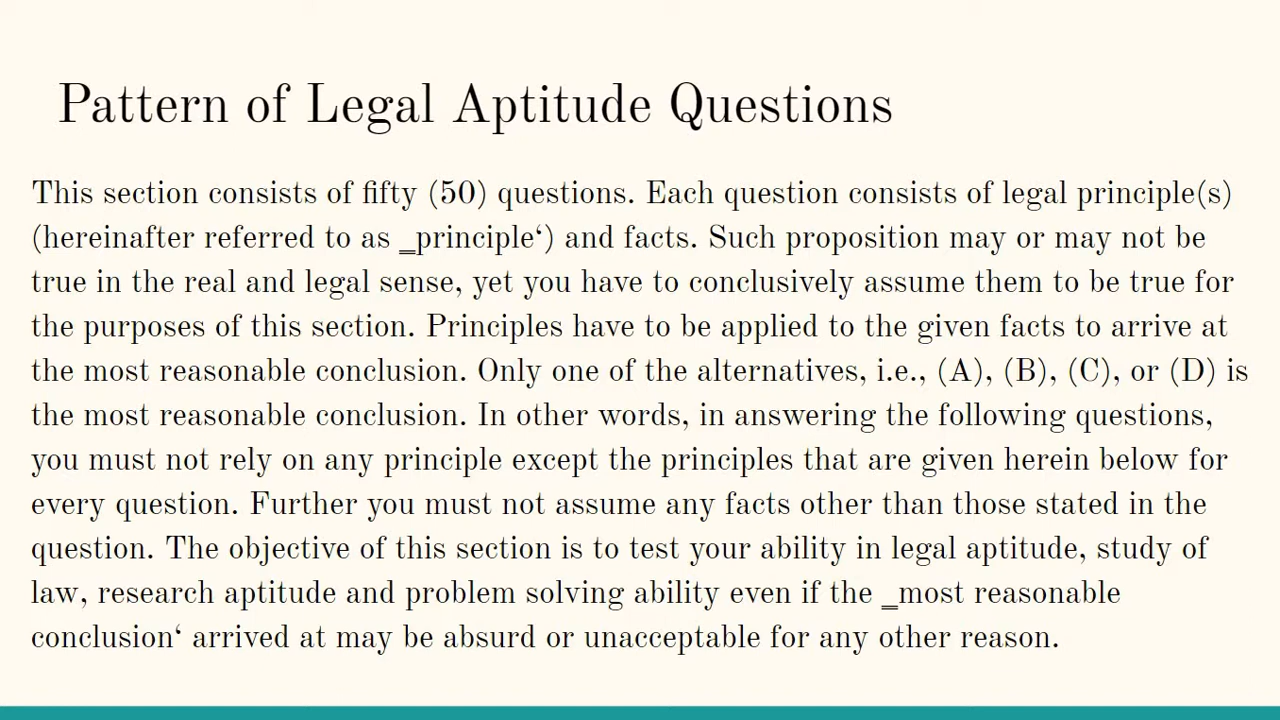 Pattern of Legal Aptitude Questions
This section consists of fifty (50) questions. Each question consists of legal principle(s)
(hereinafter referred to as ‗principle‘) and facts. Such proposition may or may not be
true in the real and legal sense, yet you have to conclusively assume them to be true for
the purposes of this section. Principles have to be applied to the given facts to arrive at
the most reasonable conclusion. Only one of the alternatives, i.e., (A), (B), (C), or (D) is
the most reasonable conclusion. In other words, in answering the following questions,
you must not rely on any principle except the principles that are given herein below for
every question. Further you must not assume any facts other than those stated in the
question. The objective of this section is to test your ability in legal aptitude, study of
law, research aptitude and problem solving ability even if the ‗most reasonable
conclusion‘ arrived at may be absurd or unacceptable for any other reason.